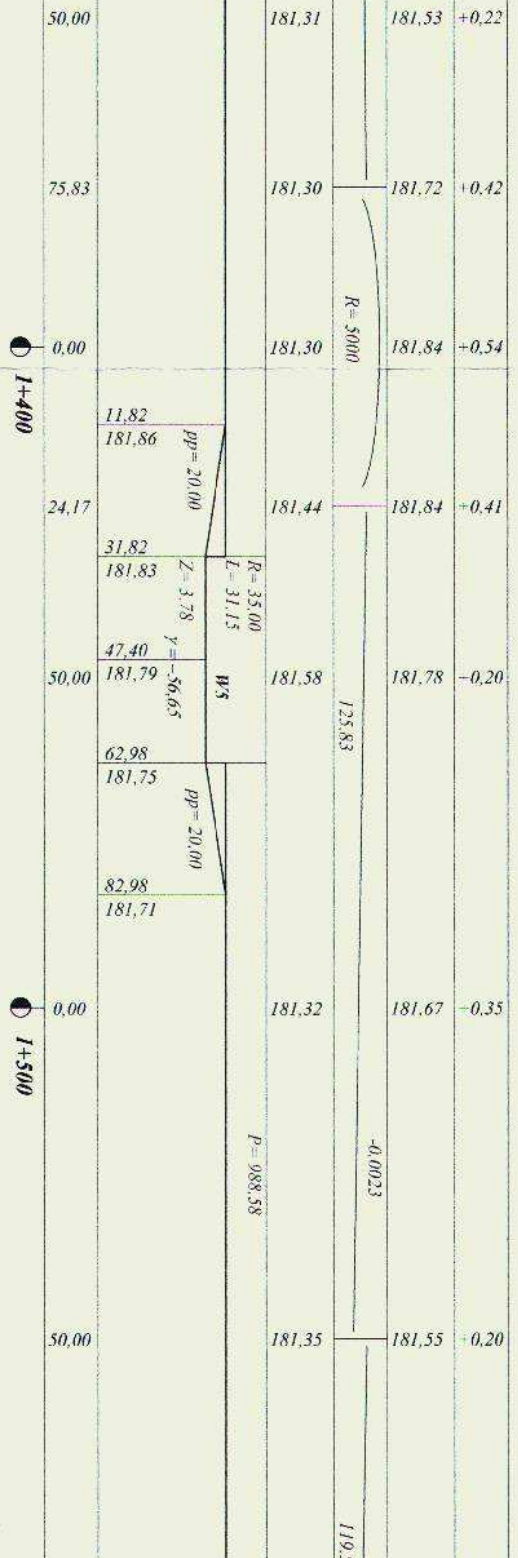 50,00 181,31 181,53 +0,22
75,83 181,30 181,72 +0,42
R= 5000
0,00 181,30 181,84 +0,54
1+400
11,82
181,86
pp= 20.00
24,17 181,44 181,84 +0,41
31,82
181,83
R= 35.00
L= 31.15
Z= 3.78
γ = -56,65
W5
47,40
181,79
50,00 181,58 181,78 +0,20
125.83
62,98
181,75
pp= 20.00
82,98
181,71
0,00 181,32 181,67 +0,35
1+500
P= 988.58
-0,0023
50,00 181,35 181,55 +0,20